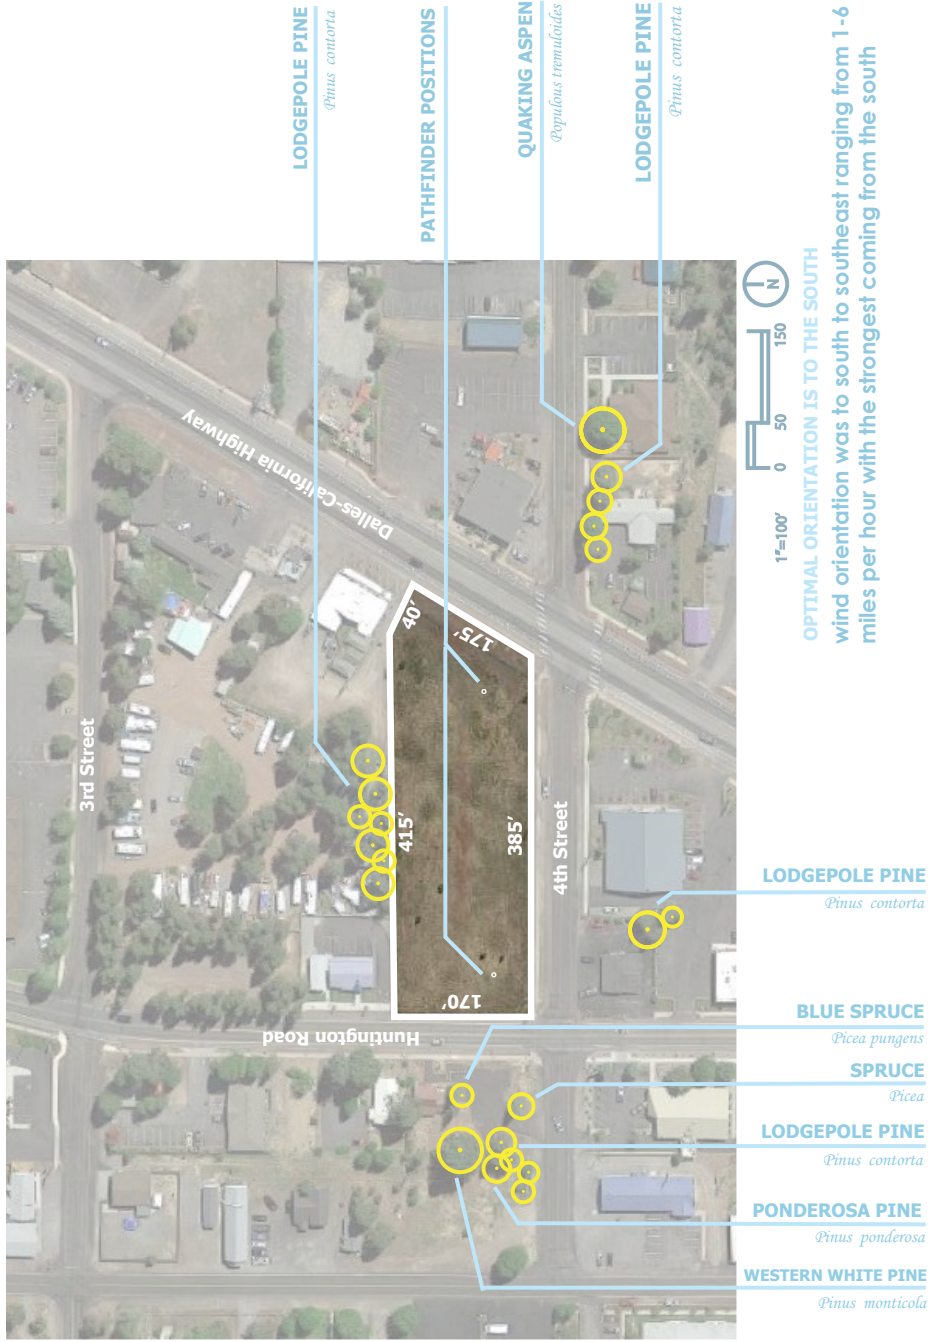 LODGEPOLE PINE
Pinus contorta
PATHFINDER POSITIONS
QUAKING ASPEN
Populous tremuloides
LODGEPOLE PINE
Pinus contorta
Dalles-California Highway
3rd Street
40'
175'
415'
385'
170'
4th Street
Huntington Road
N
0
50
150
1"=100'
OPTIMAL ORIENTATION IS TO THE SOUTH
wind orientation was to south to southeast ranging from 1-6
miles per hour with the strongest coming from the south
LODGEPOLE PINE
Pinus contorta
BLUE SPRUCE
Picea pungens
SPRUCE
Picea
LODGEPOLE PINE
Pinus contorta
PONDEROSA PINE
Pinus ponderosa
WESTERN WHITE PINE
Pinus monticola